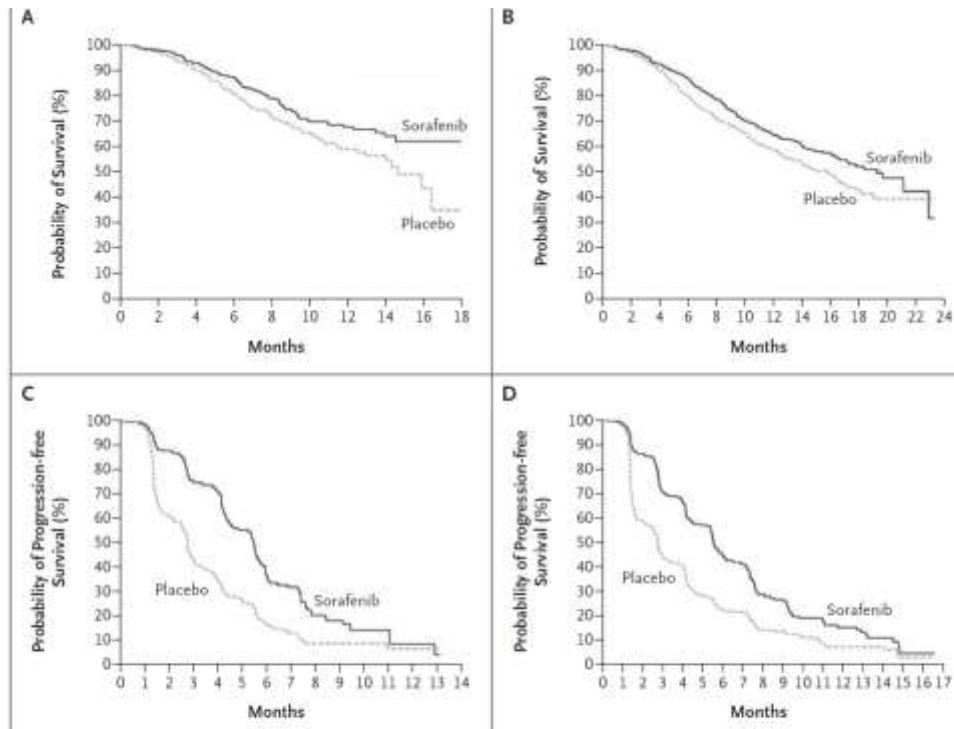 A
Probability of Survival (%)
100
90
80
70
60
50
40
30
20
10
0
Sorafenib
Placebo
0 2 4 6 8 10 12 14 16 18
Months
B
Probability of Survival (%)
100
90
80
70
60
50
40
30
20
10
0
Sorafenib
Placebo
0 2 4 6 8 10 12 14 16 18 20 22 24
Months
C
Probability of Progression-free
Survival (%)
100
90
80
70
60
50
40
30
20
10
0
Placebo
Sorafenib
0 1 2 3 4 5 6 7 8 9 10 11 12 13 14
Months
D
Probability of Progression-free
Survival (%)
100
90
80
70
60
50
40
30
20
10
0
Placebo
Sorafenib
0 1 2 3 4 5 6 7 8 9 10 11 12 13 14 15 16 17
Months